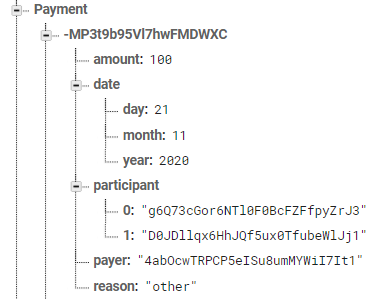 Payment
-MP3t9b95Vl7hwFMDWXC
amount: 100
date
day: 21
month: 11
year: 2020
participant
0: "g6Q73cGor6NTl0F0BcFZFfpyZrJ3"
1: "D0JDllqx6HhJQf5ux0TfubeWlJj1"
payer: "4abOcwTRPCP5eISu8umMYWiI7It1"
reason: "other"